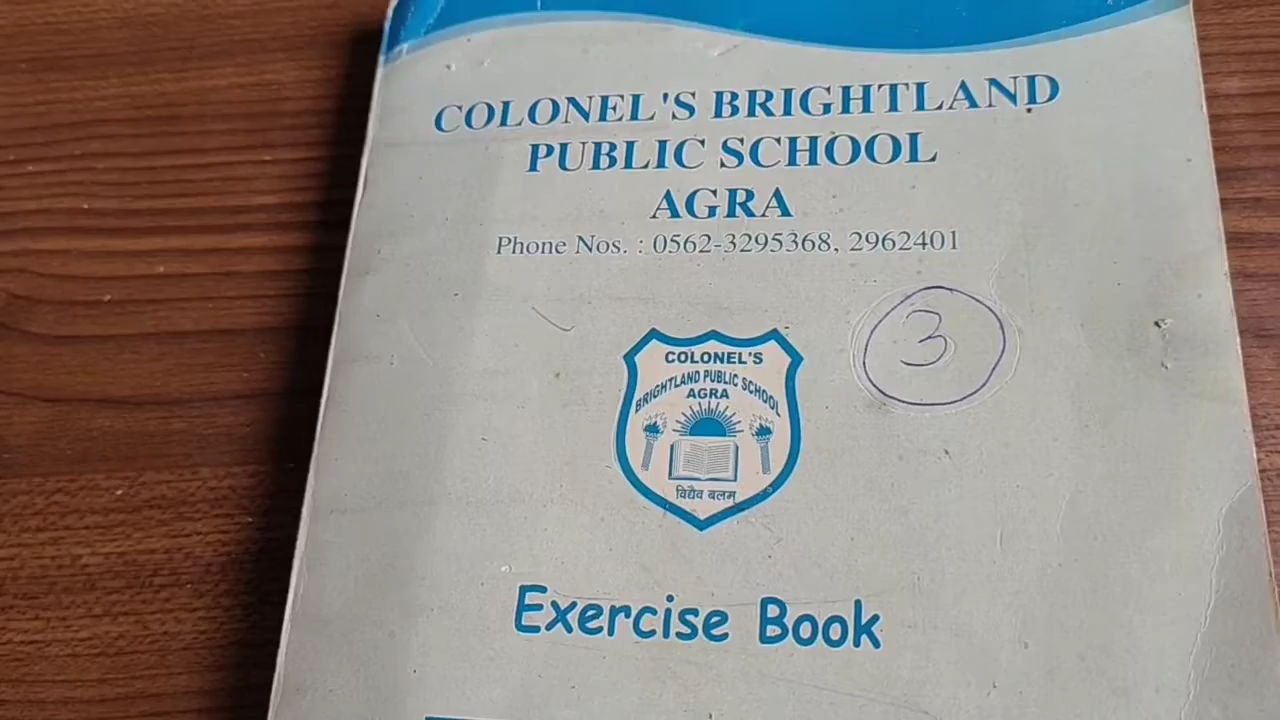 COLONEL'S BRIGHTLAND
PUBLIC SCHOOL
AGRA
Phone Nos. : 0562-3295368, 2962401
3
COLONEL'S
BRIGHTLAND PUBLIC SCHOOL
AGRA
विद्यैव बलम्
Exercise Book